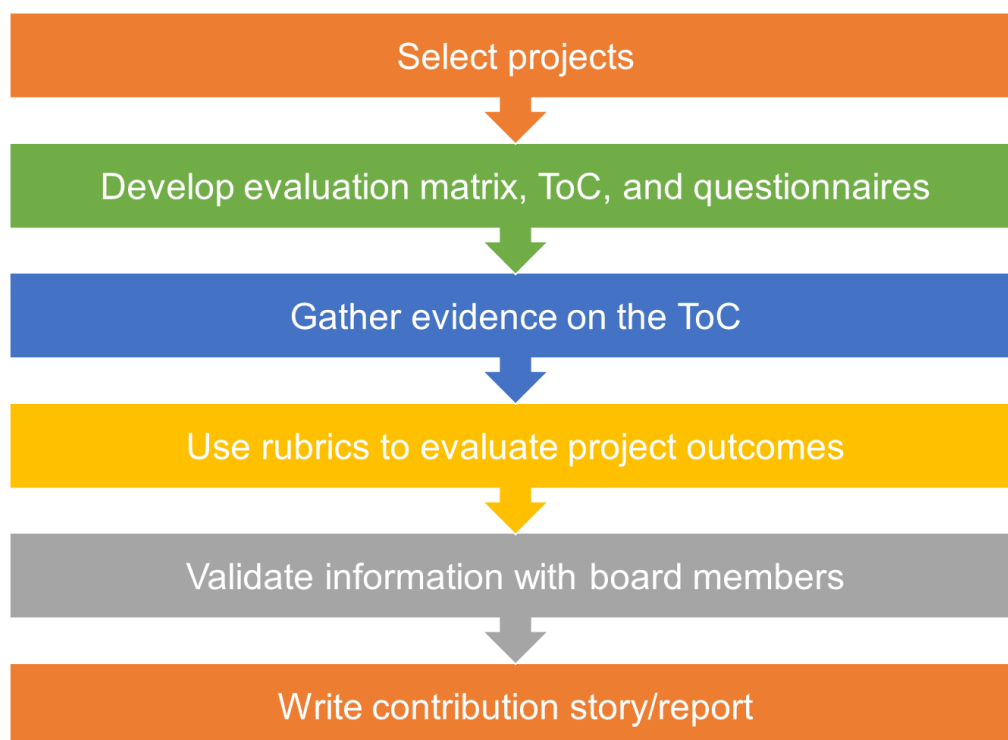 Select projects
Develop evaluation matrix, ToC, and questionnaires
Gather evidence on the ToC
Use rubrics to evaluate project outcomes
Validate information with board members
Write contribution story/report